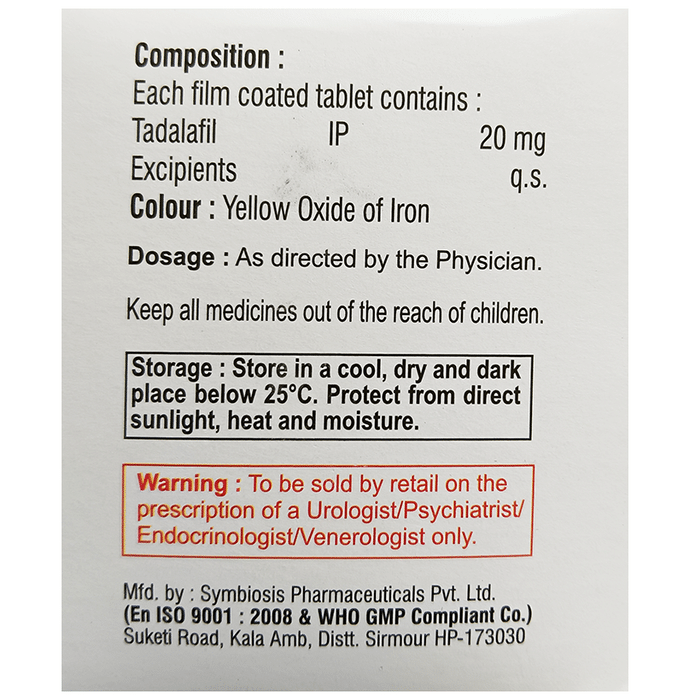 Composition :
Each film coated tablet contains :
Tadalafil IP 20 mg
Excipients q.s.
Colour : Yellow Oxide of Iron
Dosage : As directed by the Physician.
Keep all medicines out of the reach of children.
Storage : Store in a cool, dry and dark
place below 25°C. Protect from direct
sunlight, heat and moisture.
Warning : To be sold by retail on the
prescription of a Urologist/Psychiatrist/
Endocrinologist/Venerologist only.
Mfd. by : Symbiosis Pharmaceuticals Pvt. Ltd.
(En ISO 9001 : 2008 & WHO GMP Compliant Co.)
Suketi Road, Kala Amb, Distt. Sirmour HP-173030